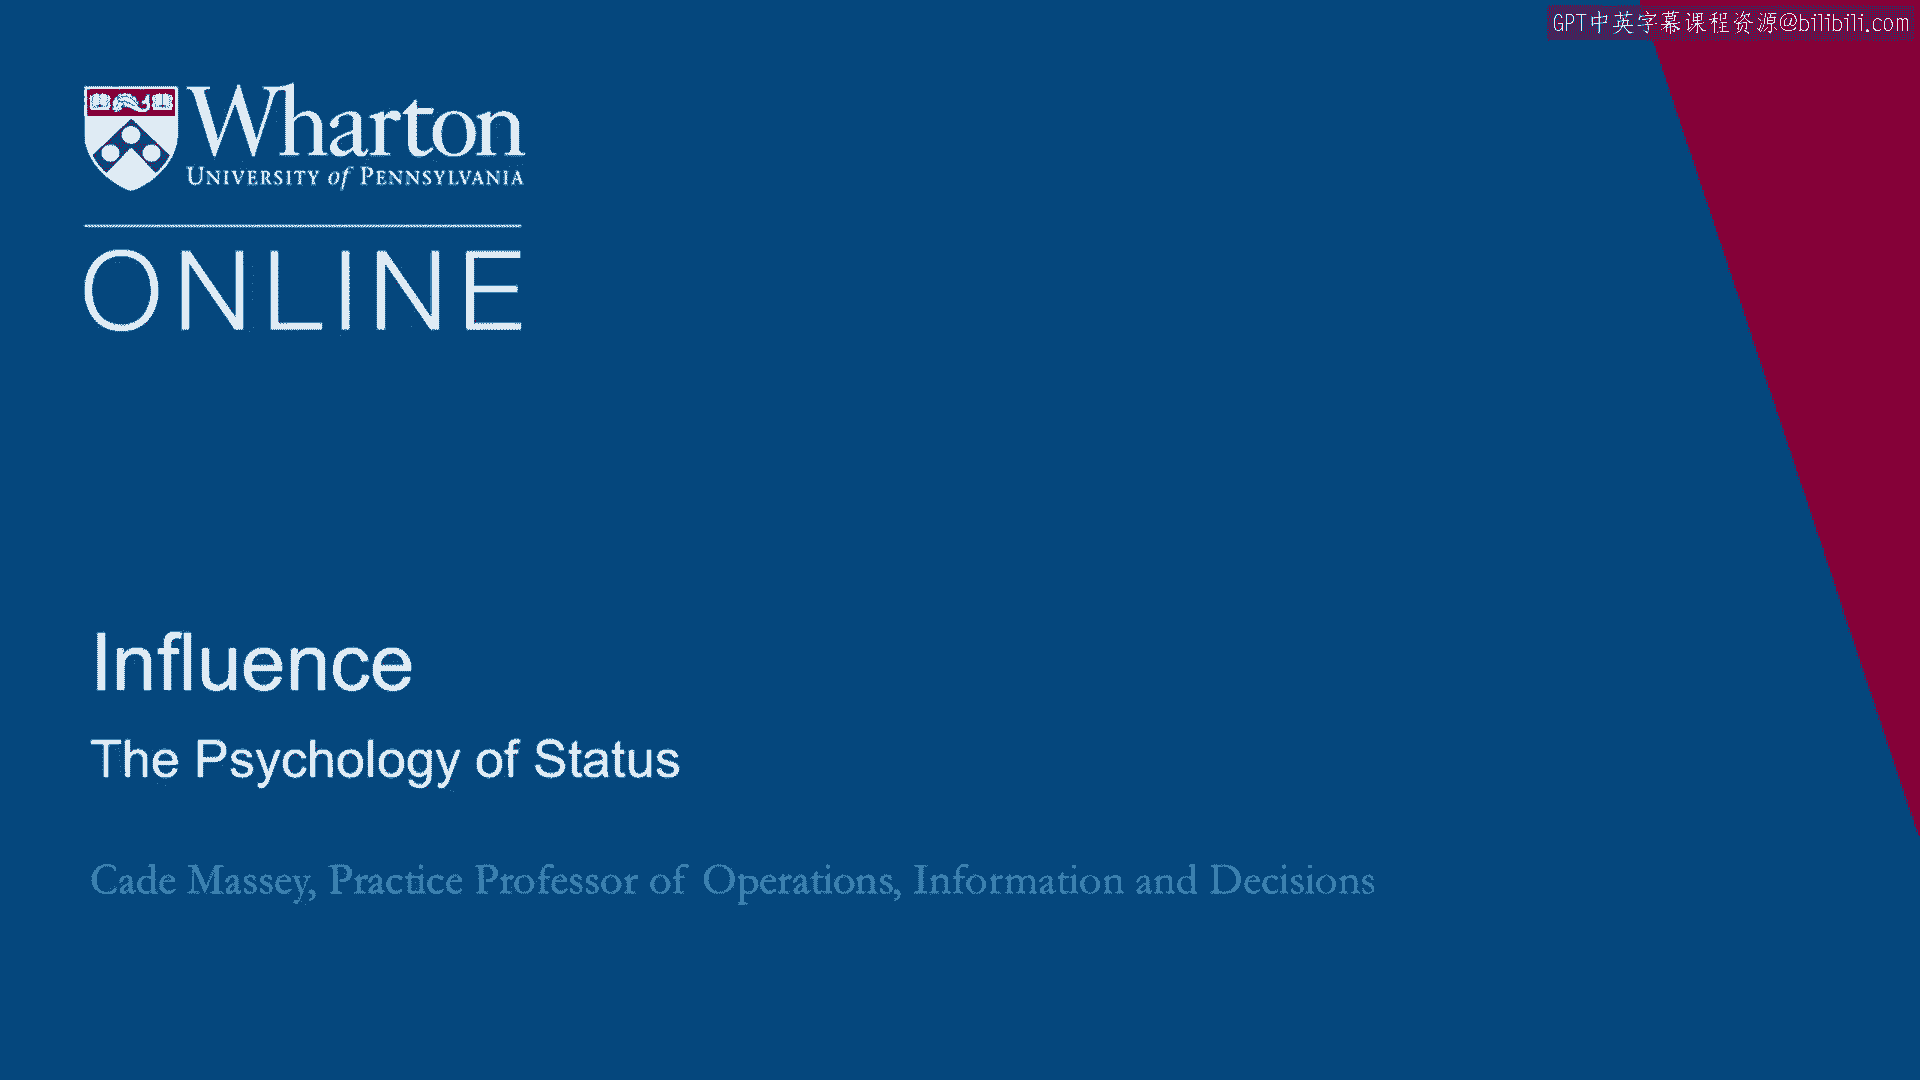 GPT中英字幕课程资源@bilibili.com
Wharton
UNIVERSITY of PENNSYLVANIA
ONLINE
Influence
The Psychology of Status
Cade Massey, Practice Professor of Operations, Information and Decisions